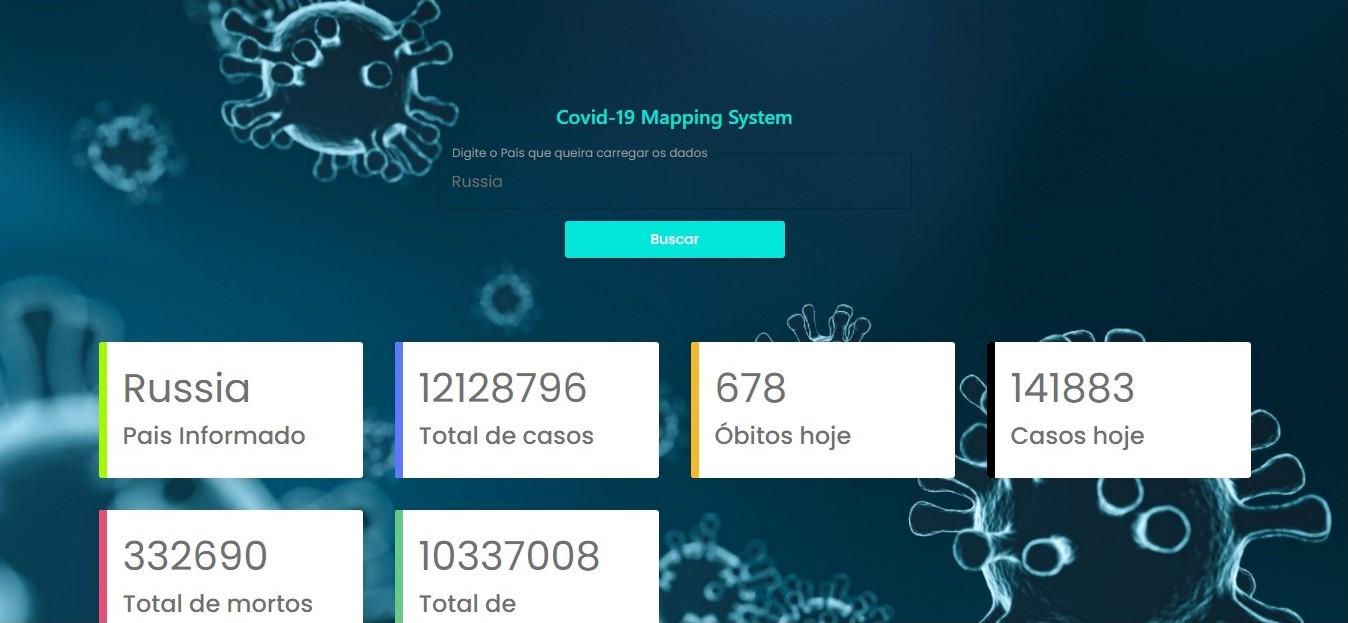 Covid-19 Mapping System
Digite o País que queira carregar os dados
Russia
Buscar
Russia
Pais Informado
12128796
Total de casos
678
Óbitos hoje
141883
Casos hoje
332690
Total de mortos
10337008
Total de